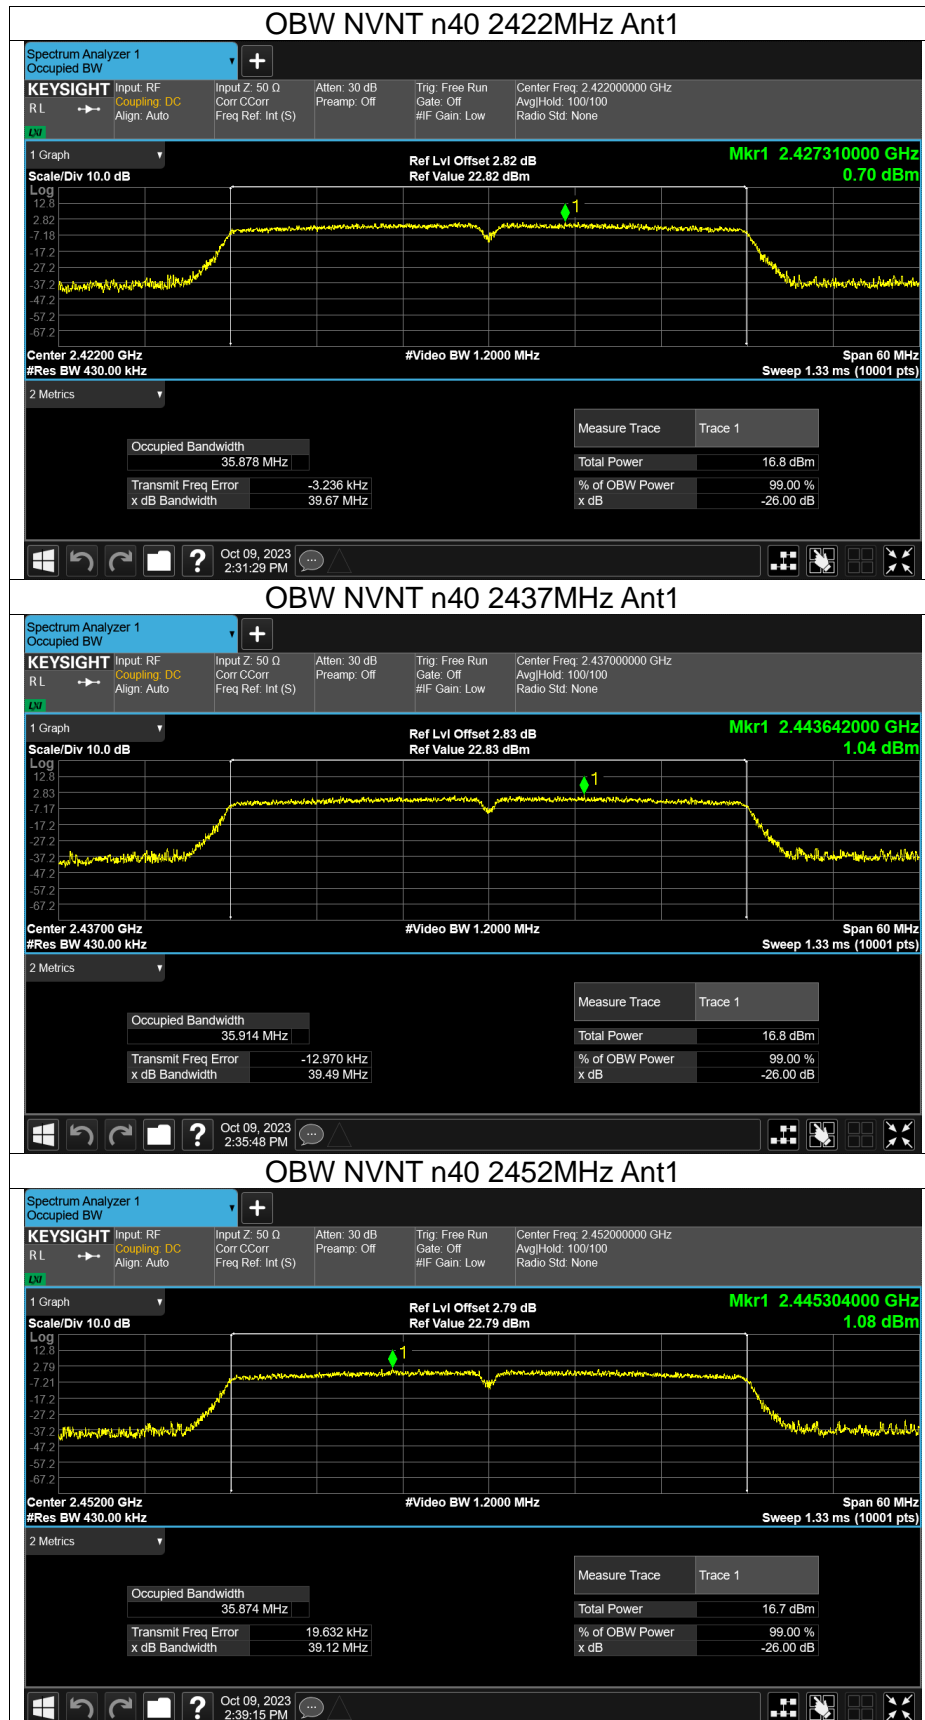 OBW NVNT n40 2422MHz Ant1
Spectrum Analyzer 1
Occupied BW
KEYSIGHT Input: RF Input Z: 50 Ω Atten: 30 dB Trig: Free Run Center Freq: 2.422000000 GHz
R L Coupling: DC Corr CCorr Preamp: Off Gate: Off Avg|Hold: 100/100
Align: Auto Freq Ref: Int (S) #IF Gain: Low Radio Std: None
LXI
1 Graph Ref Lvl Offset 2.82 dB Mkr1 2.427310000 GHz
Scale/Div 10.0 dB Ref Value 22.82 dBm 0.70 dBm
Log
12.8
1
2.82
-7.18
-17.2
-27.2
-37.2
-47.2
-57.2
-67.2
Center 2.42200 GHz #Video BW 1.2000 MHz Span 60 MHz
#Res BW 430.00 kHz Sweep 1.33 ms (10001 pts)
2 Metrics
Measure Trace Trace 1
Occupied Bandwidth
35.878 MHz Total Power 16.8 dBm
Transmit Freq Error -3.236 kHz % of OBW Power 99.00 %
x dB Bandwidth 39.67 MHz x dB -26.00 dB
Oct 09, 2023
2:31:29 PM
OBW NVNT n40 2437MHz Ant1
Spectrum Analyzer 1
Occupied BW
KEYSIGHT Input: RF Input Z: 50 Ω Atten: 30 dB Trig: Free Run Center Freq: 2.437000000 GHz
R L Coupling: DC Corr CCorr Preamp: Off Gate: Off Avg|Hold: 100/100
Align: Auto Freq Ref: Int (S) #IF Gain: Low Radio Std: None
LXI
1 Graph Ref Lvl Offset 2.83 dB Mkr1 2.443642000 GHz
Scale/Div 10.0 dB Ref Value 22.83 dBm 1.04 dBm
Log
12.8
1
2.83
-7.17
-17.2
-27.2
-37.2
-47.2
-57.2
-67.2
Center 2.43700 GHz #Video BW 1.2000 MHz Span 60 MHz
#Res BW 430.00 kHz Sweep 1.33 ms (10001 pts)
2 Metrics
Measure Trace Trace 1
Occupied Bandwidth
35.914 MHz Total Power 16.8 dBm
Transmit Freq Error -12.970 kHz % of OBW Power 99.00 %
x dB Bandwidth 39.49 MHz x dB -26.00 dB
Oct 09, 2023
2:35:48 PM
OBW NVNT n40 2452MHz Ant1
Spectrum Analyzer 1
Occupied BW
KEYSIGHT Input: RF Input Z: 50 Ω Atten: 30 dB Trig: Free Run Center Freq: 2.452000000 GHz
R L Coupling: DC Corr CCorr Preamp: Off Gate: Off Avg|Hold: 100/100
Align: Auto Freq Ref: Int (S) #IF Gain: Low Radio Std: None
LXI
1 Graph Ref Lvl Offset 2.79 dB Mkr1 2.445304000 GHz
Scale/Div 10.0 dB Ref Value 22.79 dBm 1.08 dBm
Log
12.8
1
2.79
-7.21
-17.2
-27.2
-37.2
-47.2
-57.2
-67.2
Center 2.45200 GHz #Video BW 1.2000 MHz Span 60 MHz
#Res BW 430.00 kHz Sweep 1.33 ms (10001 pts)
2 Metrics
Measure Trace Trace 1
Occupied Bandwidth
35.874 MHz Total Power 16.7 dBm
Transmit Freq Error 19.632 kHz % of OBW Power 99.00 %
x dB Bandwidth 39.12 MHz x dB -26.00 dB
Oct 09, 2023
2:39:15 PM